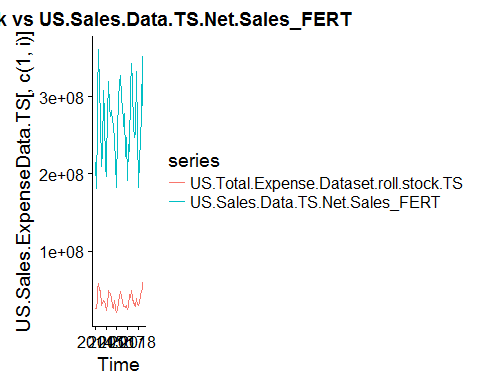 k vs US.Sales.Data.TS.Net.Sales_FERT
US.Sales.ExpenseData.TS[, c(1, i)]
3e+08
2e+08
1e+08
series
US.Total.Expense.Dataset.roll.stock.TS
US.Sales.Data.TS.Net.Sales_FERT
2018
Time